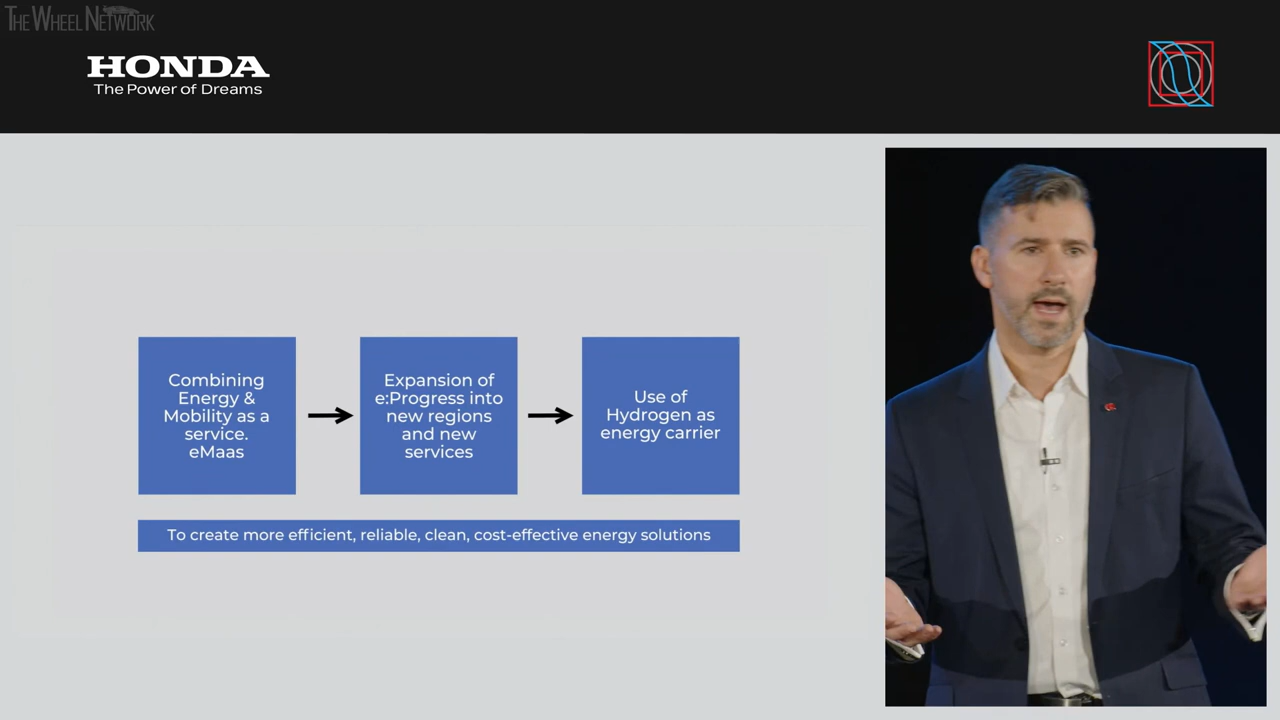 THE WHEEL NETWORK
HONDA
The Power of Dreams
Combining
Energy &
Mobility as a
service.
eMaas
Expansion of
e:Progress into
new regions
and new
services
Use of
Hydrogen as
energy carrier
To create more efficient, reliable, clean, cost-effective energy solutions